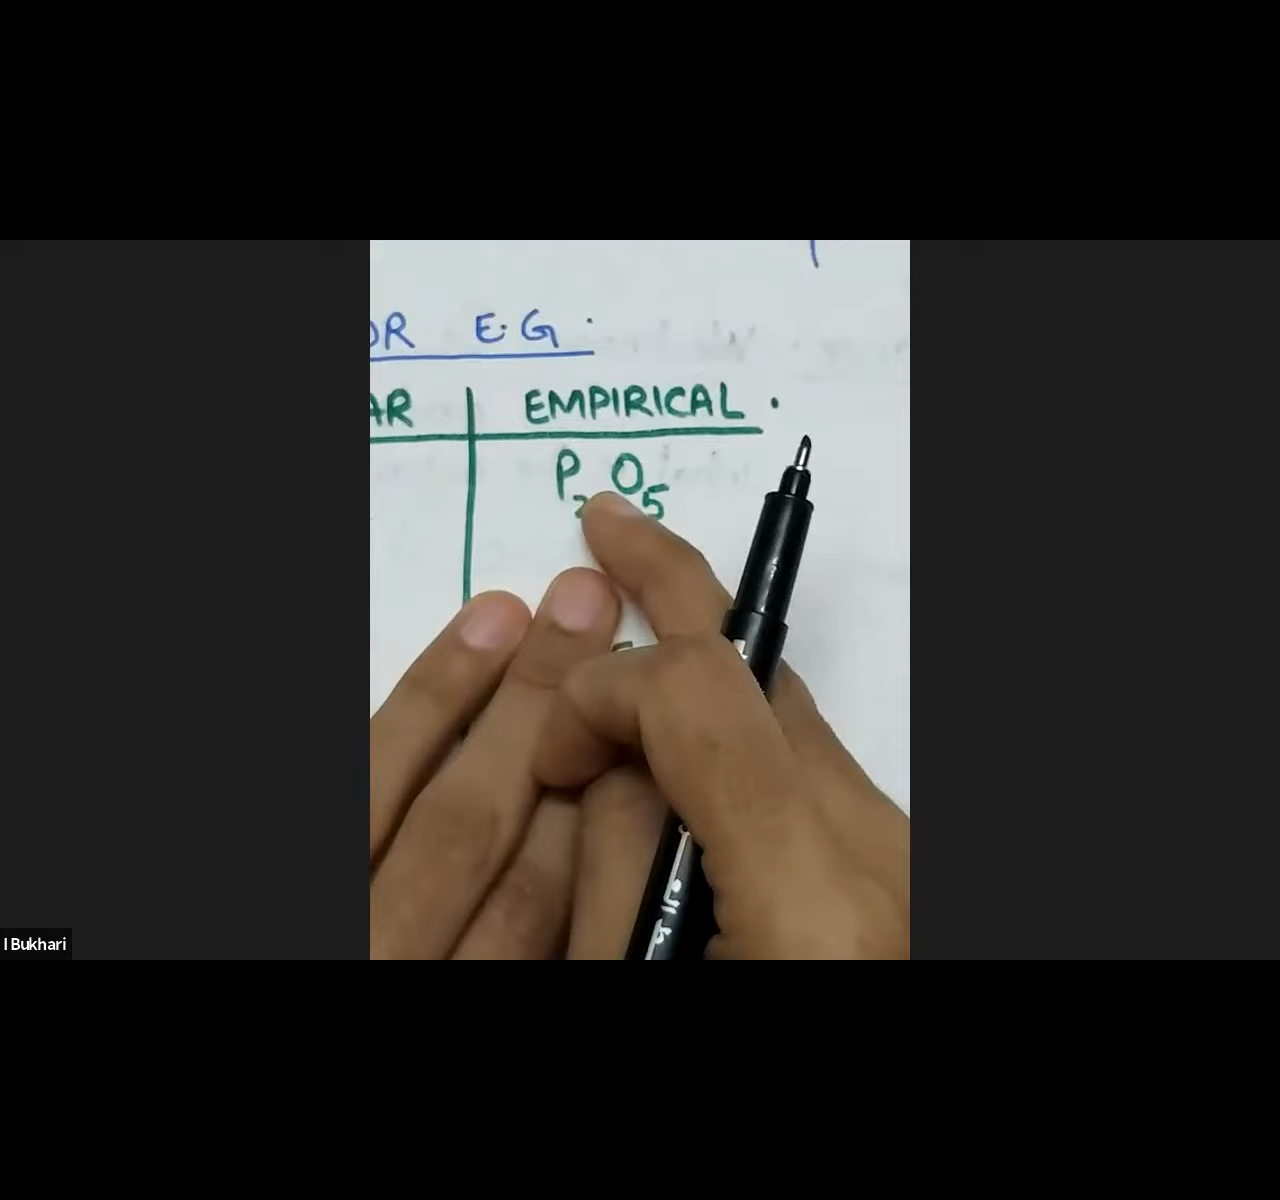 OR E.G.
AR | EMPIRICAL.
P₂O₅
I Bukhari